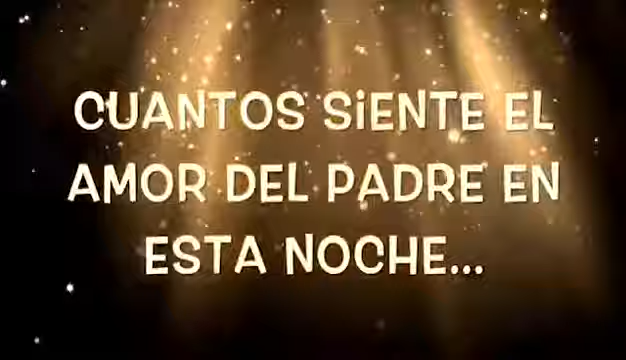 CUANTOS SiENTE EL
AMOR DEL PADRE EN
ESTA NOCHE...